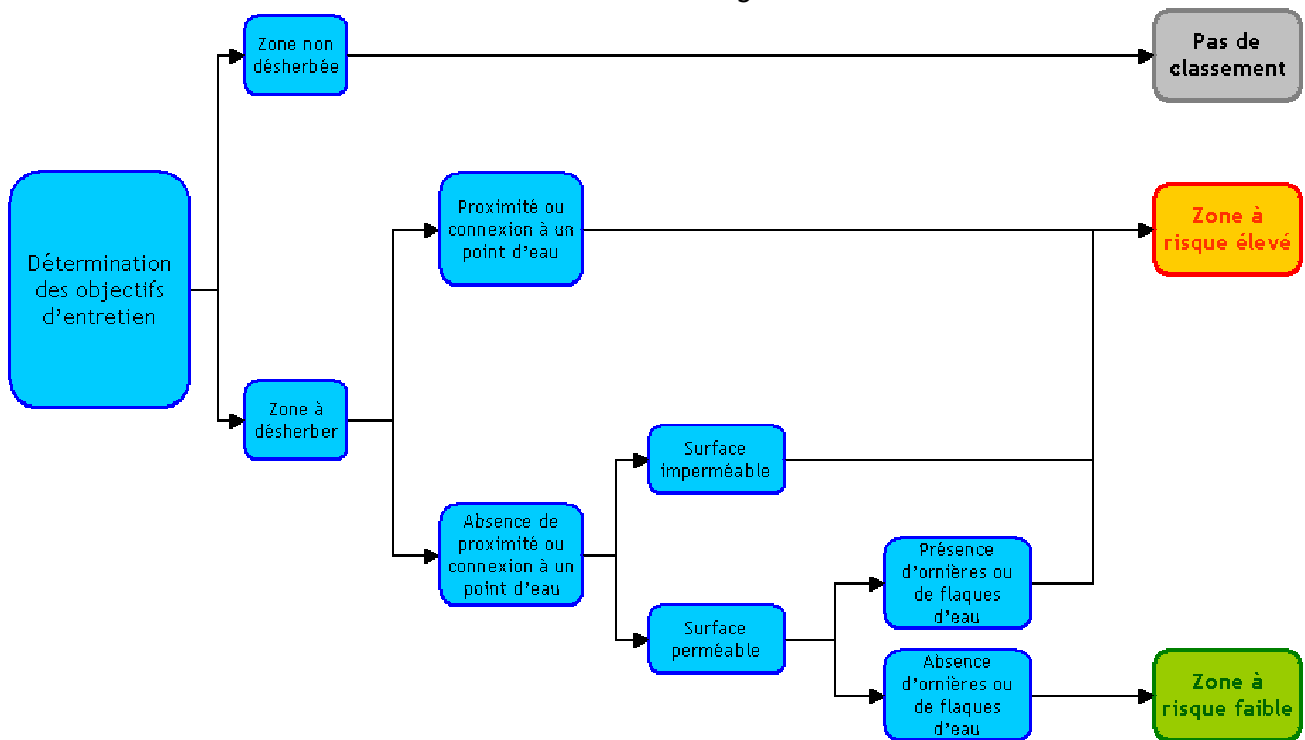 Zone non
désherbée
Pas de
classement
Détermination
des objectifs
d'entretien
Proximité ou
connexion à un
point d'eau
Zone à
risque élevé
Zone à
désherber
Surface
imperméable
Absence de
proximité ou
connexion à un
point d'eau
Présence
d'ornières ou
de flaques
d'eau
Surface
perméable
Absence
d'ornières ou
de flaques
d'eau
Zone à
risque faible